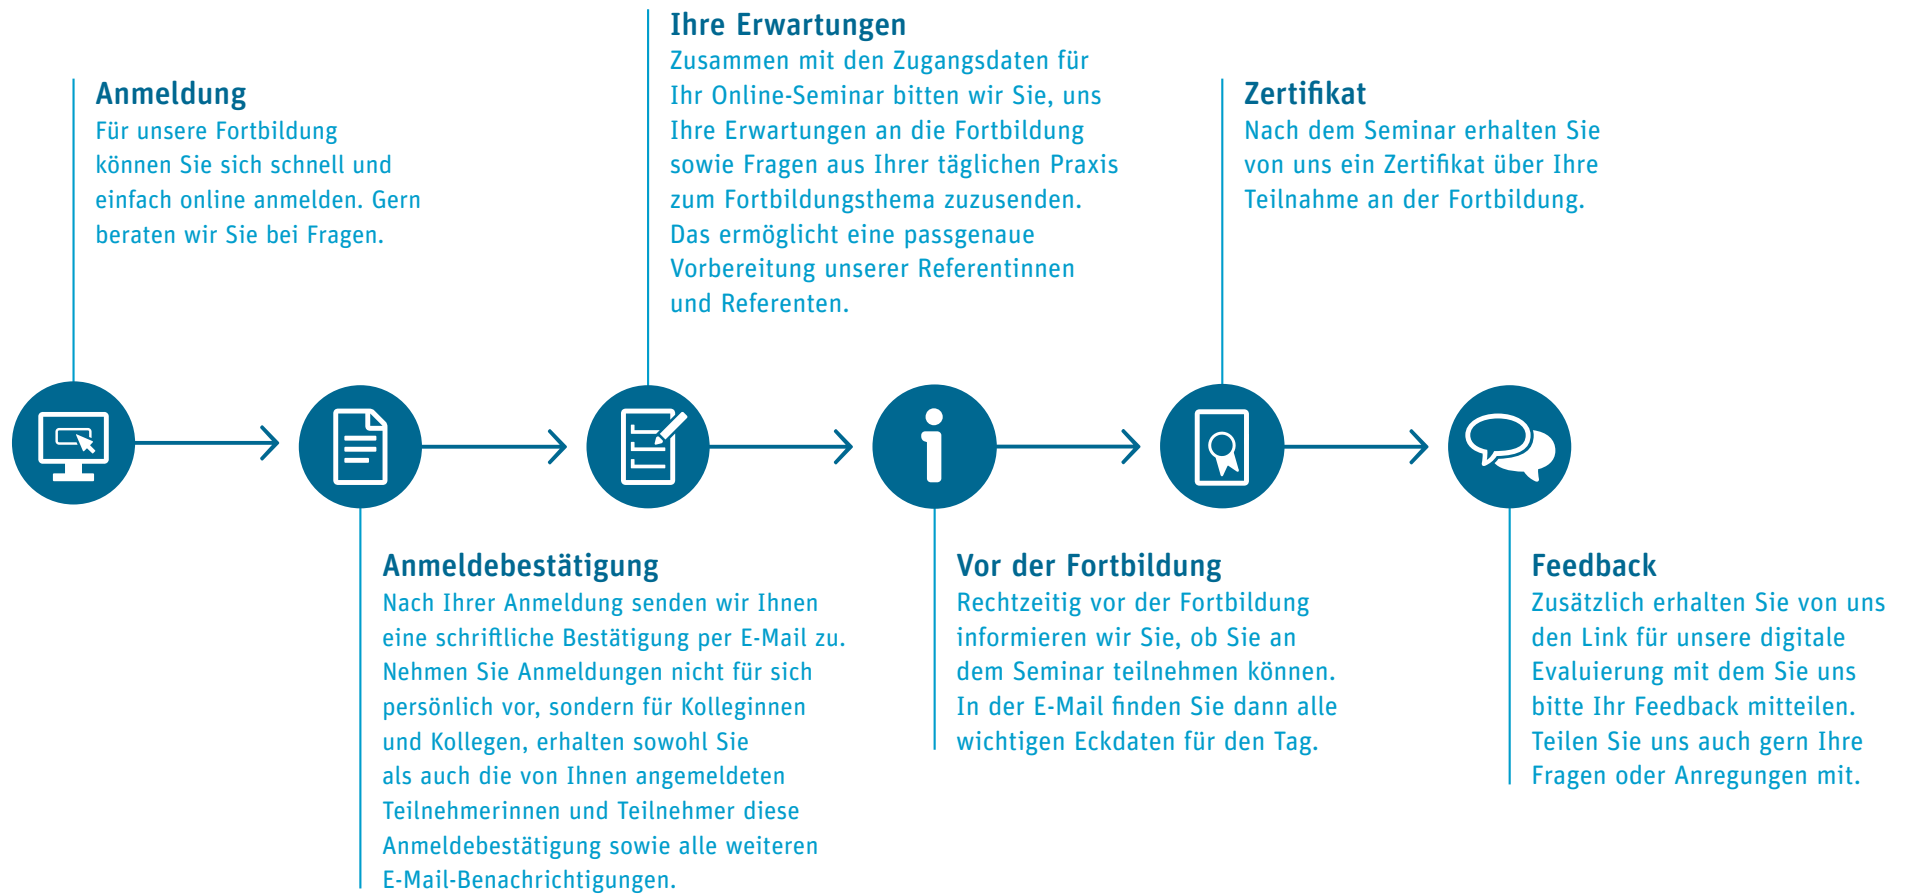 Anmeldung
Für unsere Fortbildung
können Sie sich schnell und
einfach online anmelden. Gern
beraten wir Sie bei Fragen.
Anmeldebestätigung
Nach Ihrer Anmeldung senden wir Ihnen
eine schriftliche Bestätigung per E-Mail zu.
Nehmen Sie Anmeldungen nicht für sich
persönlich vor, sondern für Kolleginnen
und Kollegen, erhalten sowohl Sie
als auch die von Ihnen angemeldeten
Teilnehmerinnen und Teilnehmer diese
Anmeldebestätigung sowie alle weiteren
E-Mail-Benachrichtigungen.
Ihre Erwartungen
Zusammen mit den Zugangsdaten für
Ihr Online-Seminar bitten wir Sie, uns
Ihre Erwartungen an die Fortbildung
sowie Fragen aus Ihrer täglichen Praxis
zum Fortbildungsthema zuzusenden.
Das ermöglicht eine passgenaue
Vorbereitung unserer Referentinnen
und Referenten.
Vor der Fortbildung
Rechtzeitig vor der Fortbildung
informieren wir Sie, ob Sie an
dem Seminar teilnehmen können.
In der E-Mail finden Sie dann alle
wichtigen Eckdaten für den Tag.
Zertifikat
Nach dem Seminar erhalten Sie
von uns ein Zertifikat über Ihre
Teilnahme an der Fortbildung.
Feedback
Zusätzlich erhalten Sie von uns
den Link für unsere digitale
Evaluierung mit dem Sie uns
bitte Ihr Feedback mitteilen.
Teilen Sie uns auch gern Ihre
Fragen oder Anregungen mit.